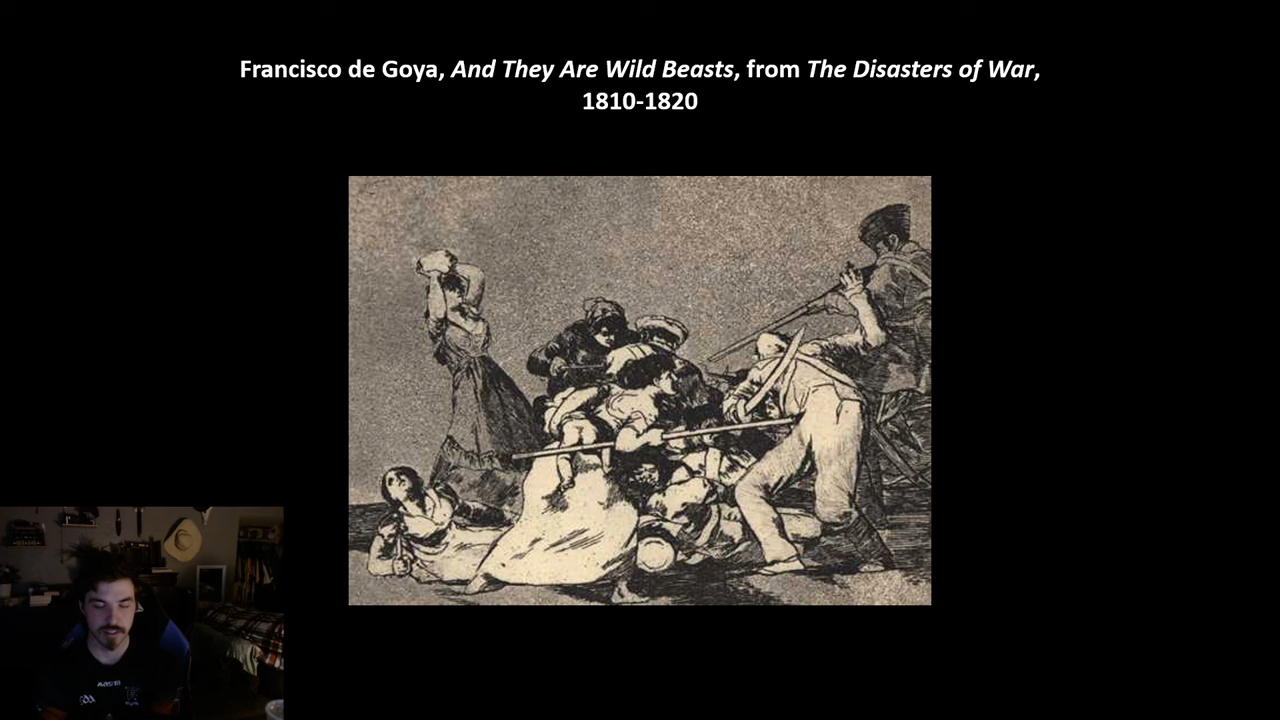 Francisco de Goya, And They Are Wild Beasts, from The Disasters of War,
1810-1820